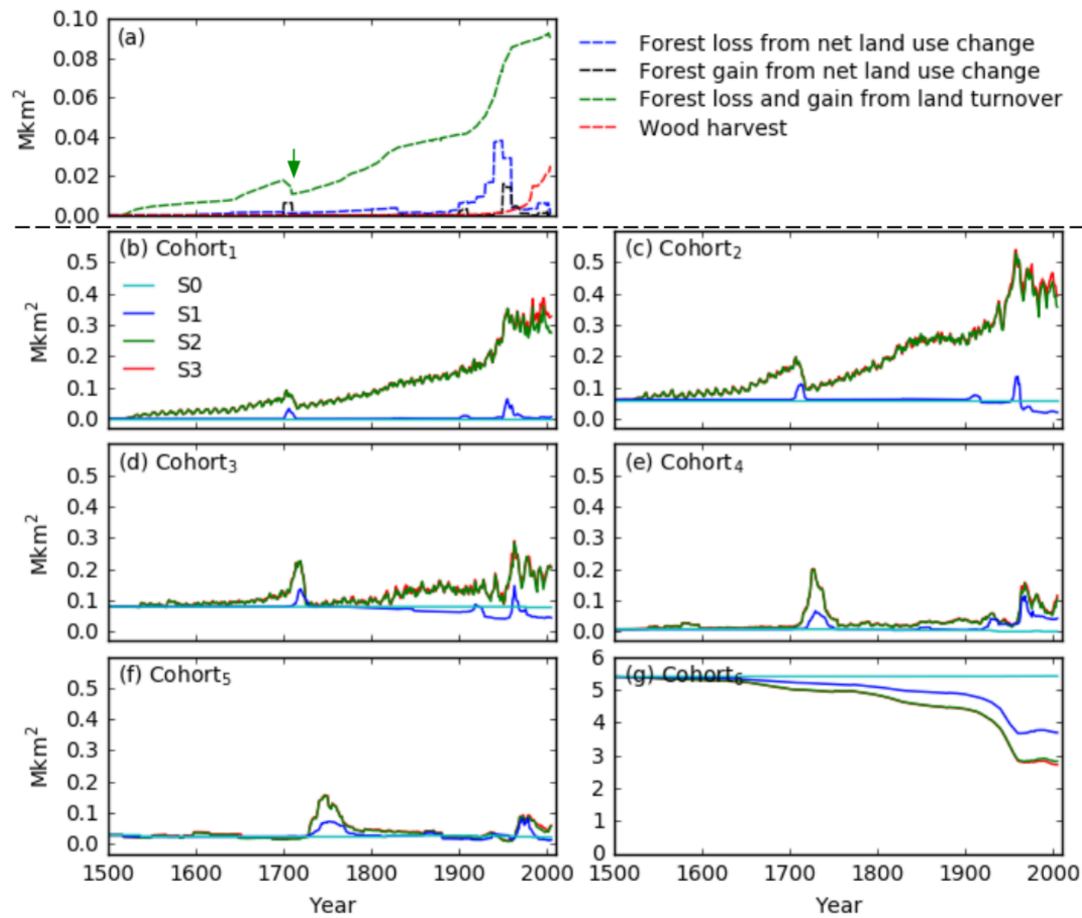 (a)
0.10
0.08
0.06
0.04
0.02
0.00
Mkm²
Forest loss from net land use change
Forest gain from net land use change
Forest loss and gain from land turnover
Wood harvest
(b) Cohort₁
0.5
0.4
0.3
0.2
0.1
0.0
Mkm²
S0
S1
S2
S3
(c) Cohort₂
0.5
0.4
0.3
0.2
0.1
0.0
(d) Cohort₃
0.5
0.4
0.3
0.2
0.1
0.0
Mkm²
(e) Cohort₄
0.5
0.4
0.3
0.2
0.1
0.0
(f) Cohort₅
0.5
0.4
0.3
0.2
0.1
0.0
Mkm²
1500 1600 1700 1800 1900 2000
Year
(g) Cohort₆
6
5
4
3
2
1
0
1500 1600 1700 1800 1900 2000
Year